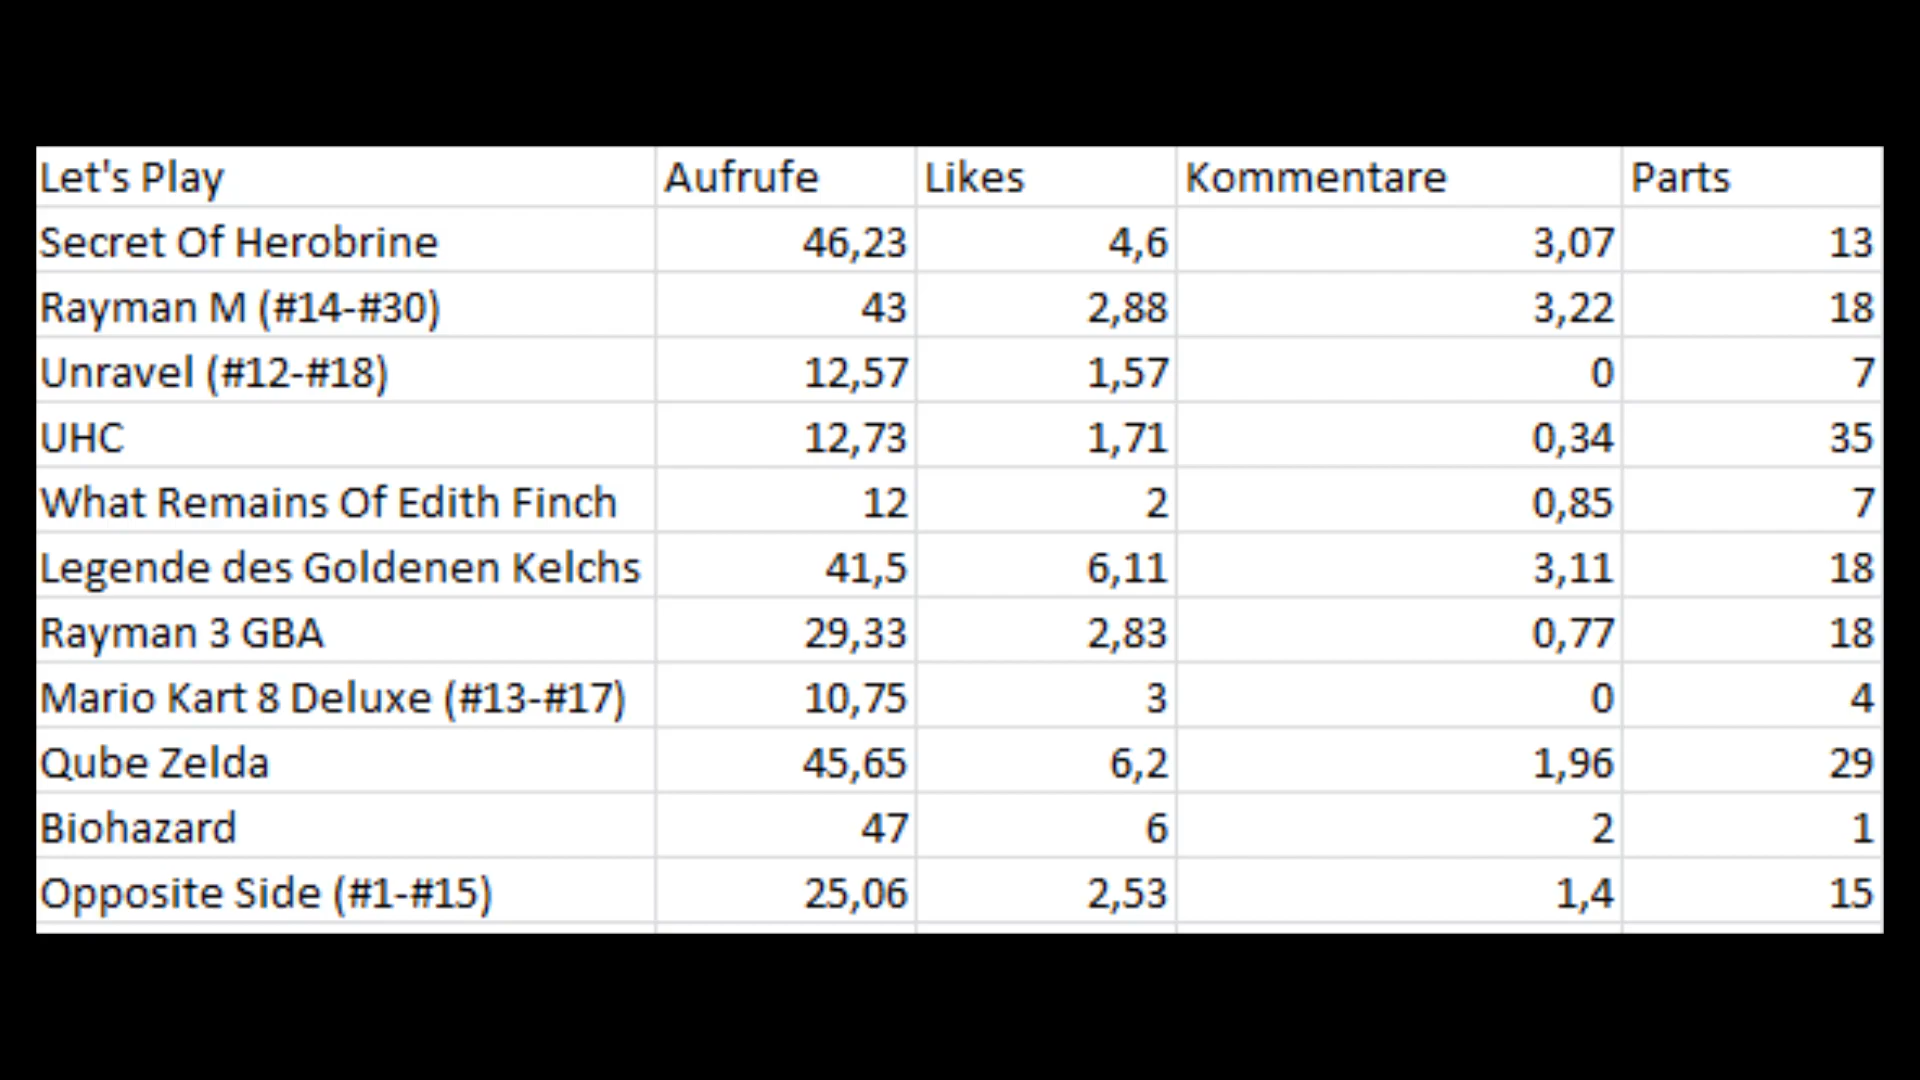 Let's Play Aufrufe Likes Kommentare Parts
Secret Of Herobrine 46,23 4,6 3,07 13
Rayman M (#14-#30) 43 2,88 3,22 18
Unravel (#12-#18) 12,57 1,57 0 7
UHC 12,73 1,71 0,34 35
What Remains Of Edith Finch 12 2 0,85 7
Legende des Goldenen Kelchs 41,5 6,11 3,11 18
Rayman 3 GBA 29,33 2,83 0,77 18
Mario Kart 8 Deluxe (#13-#17) 10,75 3 0 4
Qube Zelda 45,65 6,2 1,96 29
Biohazard 47 6 2 1
Opposite Side (#1-#15) 25,06 2,53 1,4 15